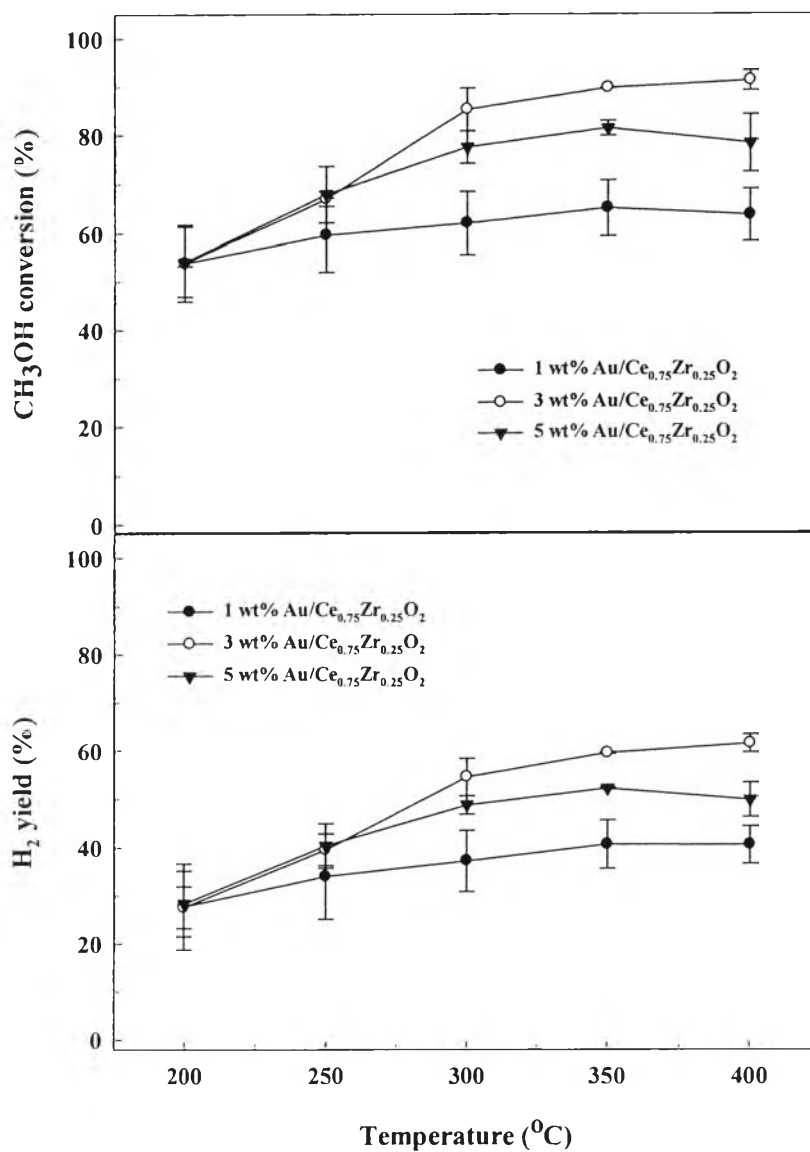 100
80
60
40
20
0
CH₃OH conversion (%)
1 wt% Au/Ce₀.₇₅Zr₀.₂₅O₂
3 wt% Au/Ce₀.₇₅Zr₀.₂₅O₂
5 wt% Au/Ce₀.₇₅Zr₀.₂₅O₂
100
80
60
40
20
0
H₂ yield (%)
1 wt% Au/Ce₀.₇₅Zr₀.₂₅O₂
3 wt% Au/Ce₀.₇₅Zr₀.₂₅O₂
5 wt% Au/Ce₀.₇₅Zr₀.₂₅O₂
200 250 300 350 400
Temperature (⁰C)